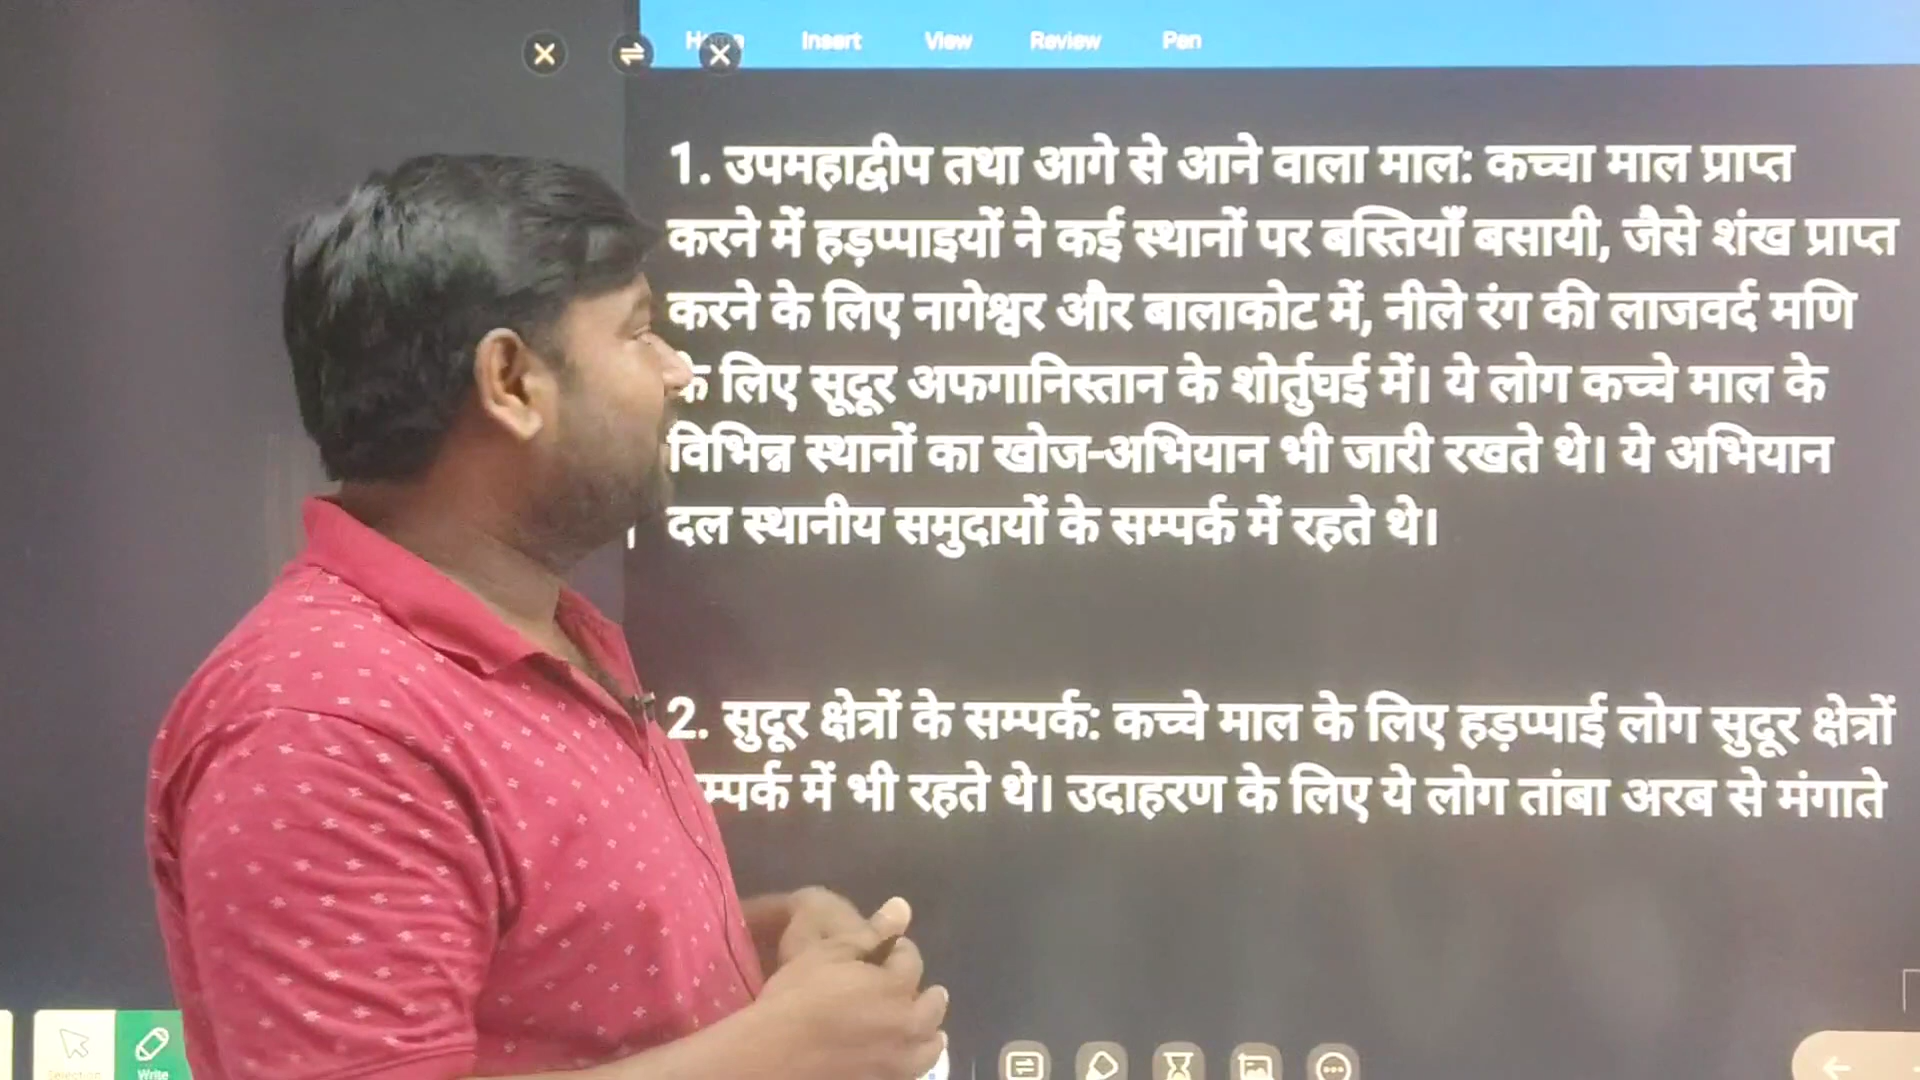 Insert View Review Pen
1. उपमहाद्वीप तथा आगे से आने वाला माल: कच्चा माल प्राप्त
करने में हड़प्पाइयों ने कई स्थानों पर बस्तियाँ बसायी, जैसे शंख प्राप्त
करने के लिए नागेश्वर और बालाकोट में, नीले रंग की लाजवर्द मणि
के लिए सूदूर अफगानिस्तान के शोर्तुघई में। ये लोग कच्चे माल के
विभिन्न स्थानों का खोज-अभियान भी जारी रखते थे। ये अभियान
दल स्थानीय समुदायों के सम्पर्क में रहते थे।
2. सुदूर क्षेत्रों के सम्पर्क: कच्चे माल के लिए हड़प्पाई लोग सुदूर क्षेत्रों
में भी रहते थे। उदाहरण के लिए ये लोग तांबा अरब से मंगाते
Selection Write